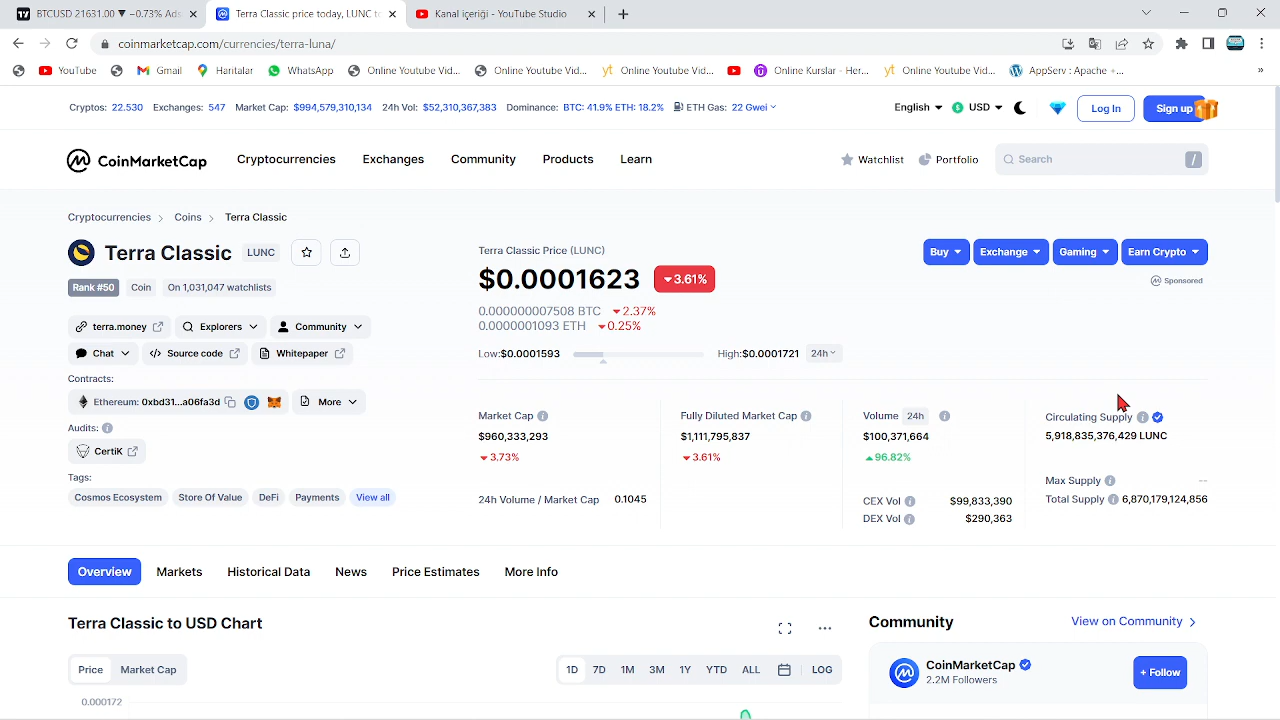 BTCUSD 21631.00 ▼ −0.73% Ads
Terra Classic price today, LUNC to
Kanal içeriği - YouTube Studio
coinmarketcap.com/currencies/terra-luna/
YouTube
Gmail
Haritalar
WhatsApp
Online Youtube Vid...
Online Youtube Vid...
Online Youtube Vid...
Online Kurslar - Her...
Online Youtube Vid...
AppServ : Apache +...
»
Cryptos: 22.530 Exchanges: 547 Market Cap: $994,579,310,134 24h Vol: $52,310,367,383 Dominance: BTC: 41.9% ETH: 18.2% ETH Gas: 22 Gwei
English USD Log In Sign up
CoinMarketCap Cryptocurrencies Exchanges Community Products Learn Watchlist Portfolio Search /
Cryptocurrencies > Coins > Terra Classic
Terra Classic LUNC
Rank #50 Coin On 1,031,047 watchlists
terra.money Explorers Community
Chat Source code Whitepaper
Contracts:
Ethereum: 0xbd31...a06fa3d More
Audits:
CertiK
Tags:
Cosmos Ecosystem Store Of Value DeFi Payments View all
Terra Classic Price (LUNC)
$0.0001623 3.61%
0.000000007508 BTC 2.37%
0.0000001093 ETH 0.25%
Low:$0.0001593 High:$0.0001721 24h
Buy Exchange Gaming Earn Crypto
Sponsored
Market Cap
$960,333,293
3.73%
24h Volume / Market Cap 0.1045
Fully Diluted Market Cap
$1,111,795,837
3.61%
Volume 24h
$100,371,664
96.82%
CEX Vol $99,833,390
DEX Vol $290,363
Circulating Supply
5,918,835,376,429 LUNC
Max Supply --
Total Supply 6,870,179,124,856
Overview Markets Historical Data News Price Estimates More Info
Terra Classic to USD Chart
Price Market Cap
1D 7D 1M 3M 1Y YTD ALL LOG
0.000172
Community View on Community >
CoinMarketCap
2.2M Followers
+ Follow